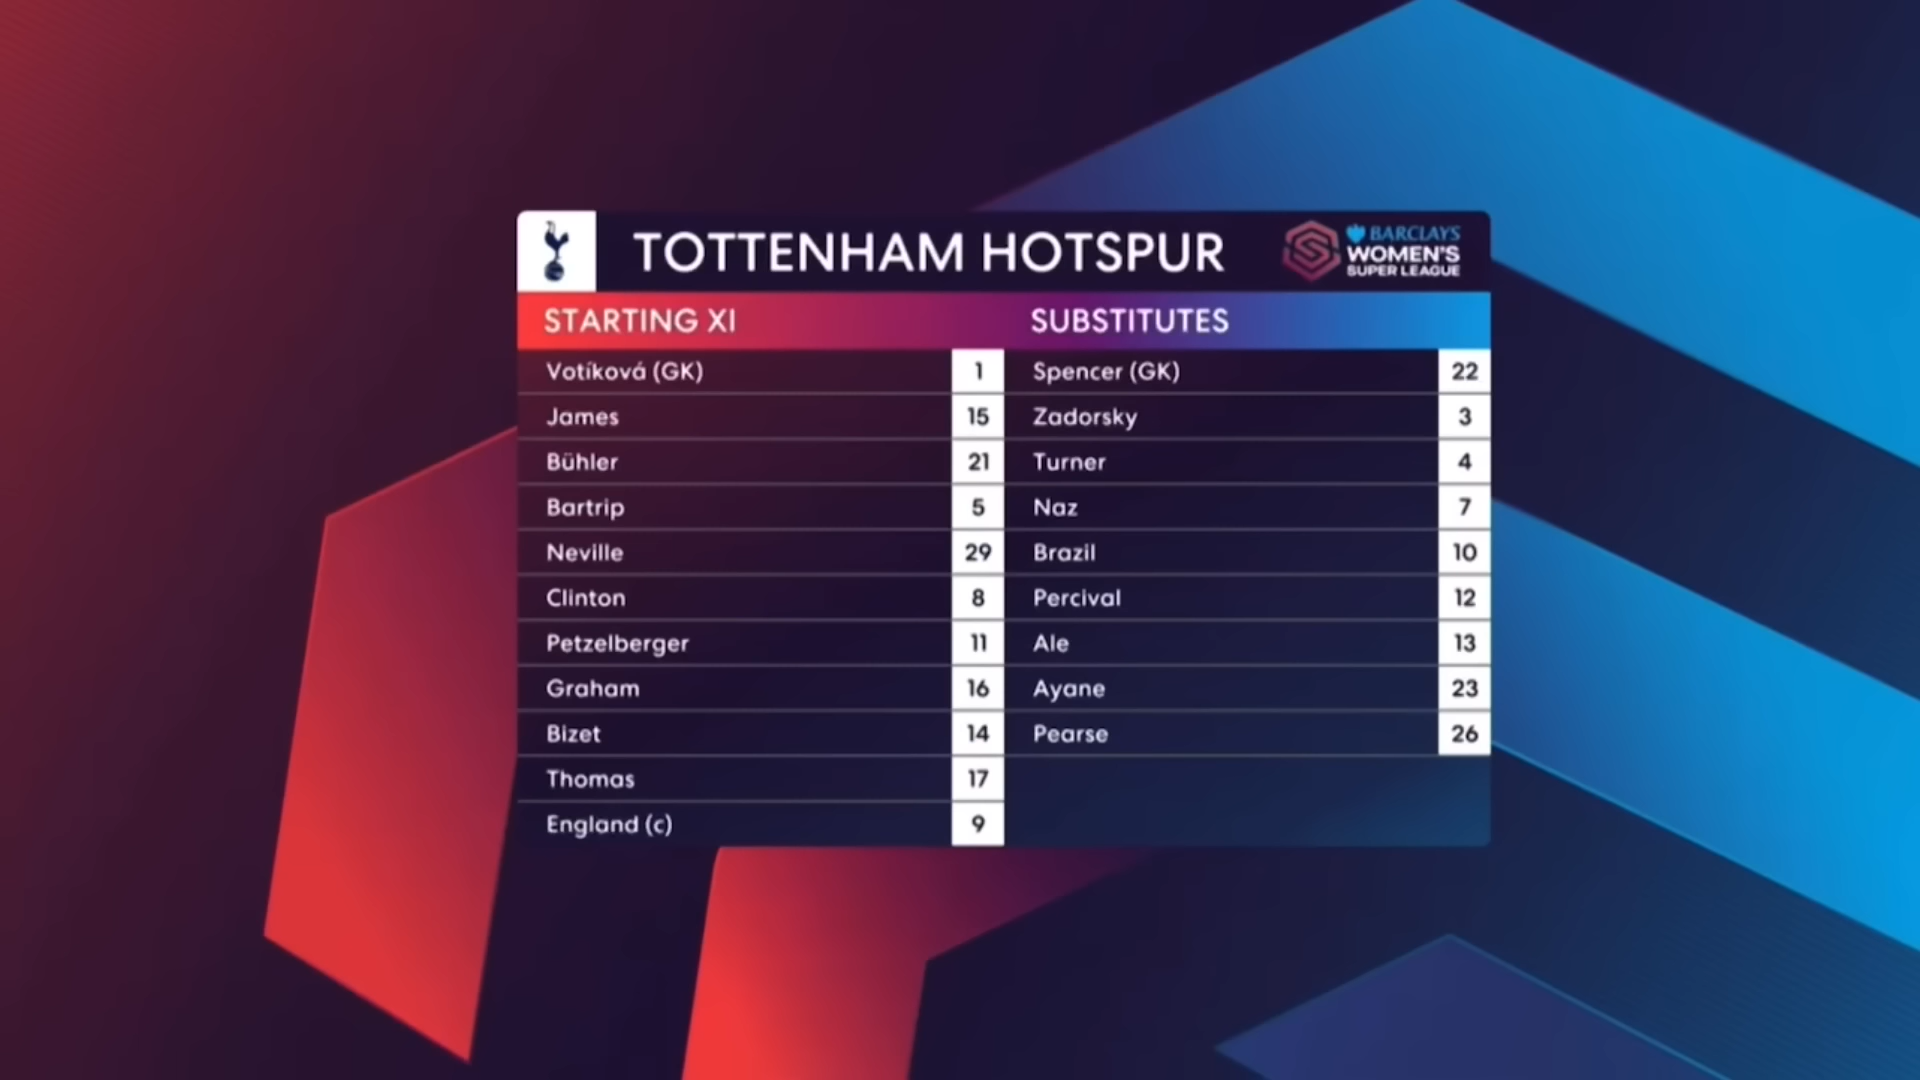 TOTTENHAM HOTSPUR
BARCLAYS
WOMEN'S
SUPER LEAGUE
STARTING XI
SUBSTITUTES
Votíková (GK) 1
Spencer (GK) 22
James 15
Zadorsky 3
Bühler 21
Turner 4
Bartrip 5
Naz 7
Neville 29
Brazil 10
Clinton 8
Percival 12
Petzelberger 11
Ale 13
Graham 16
Ayane 23
Bizet 14
Pearse 26
Thomas 17
England (c) 9